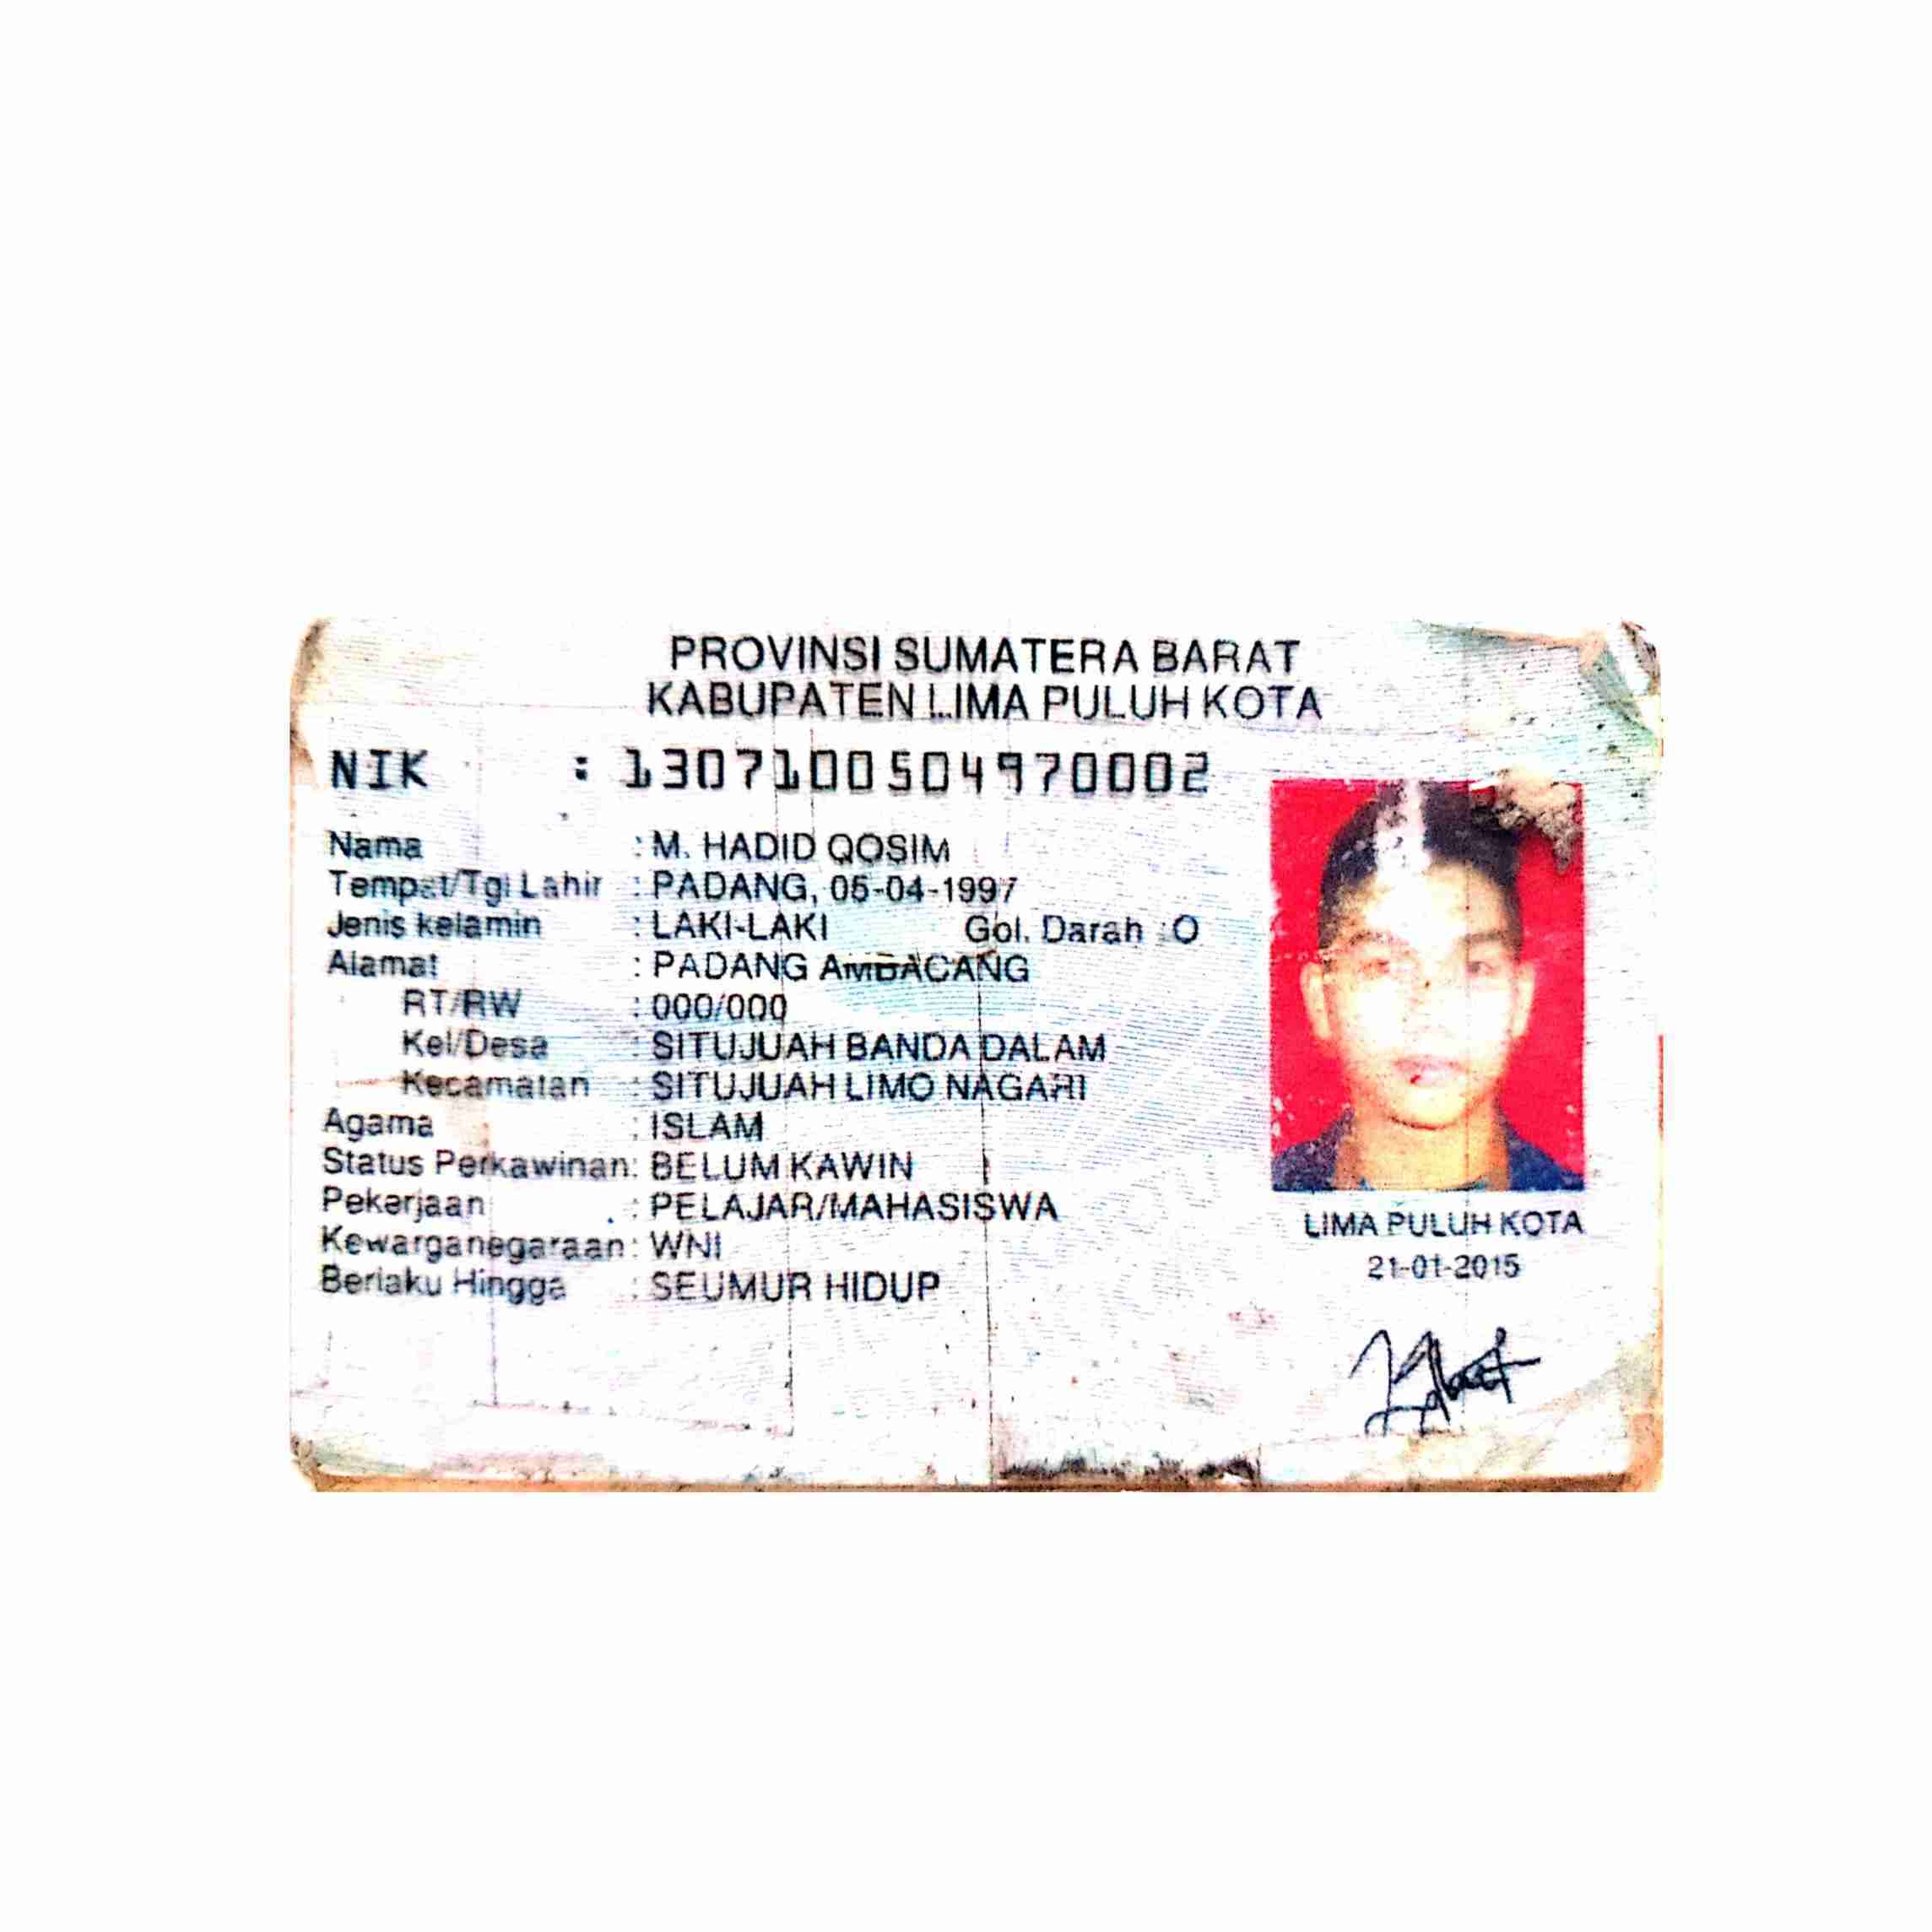 PROVINSI SUMATERA BARAT
KABUPATEN LIMA PULUH KOTA
NIK : 1307100504970002
Nama : M. HADID QOSIM
Tempat/Tgl Lahir : PADANG, 05-04-1997
Jenis kelamin : LAKI-LAKI Gol. Darah : O
Alamat : PADANG AMBACANG
RT/RW : 000/000
Kel/Desa : SITUJUAH BANDA DALAM
Kecamatan : SITUJUAH LIMO NAGARI
Agama : ISLAM
Status Perkawinan: BELUM KAWIN
Pekerjaan : PELAJAR/MAHASISWA
Kewarganegaraan: WNI
Berlaku Hingga : SEUMUR HIDUP
LIMA PULUH KOTA
21-01-2015